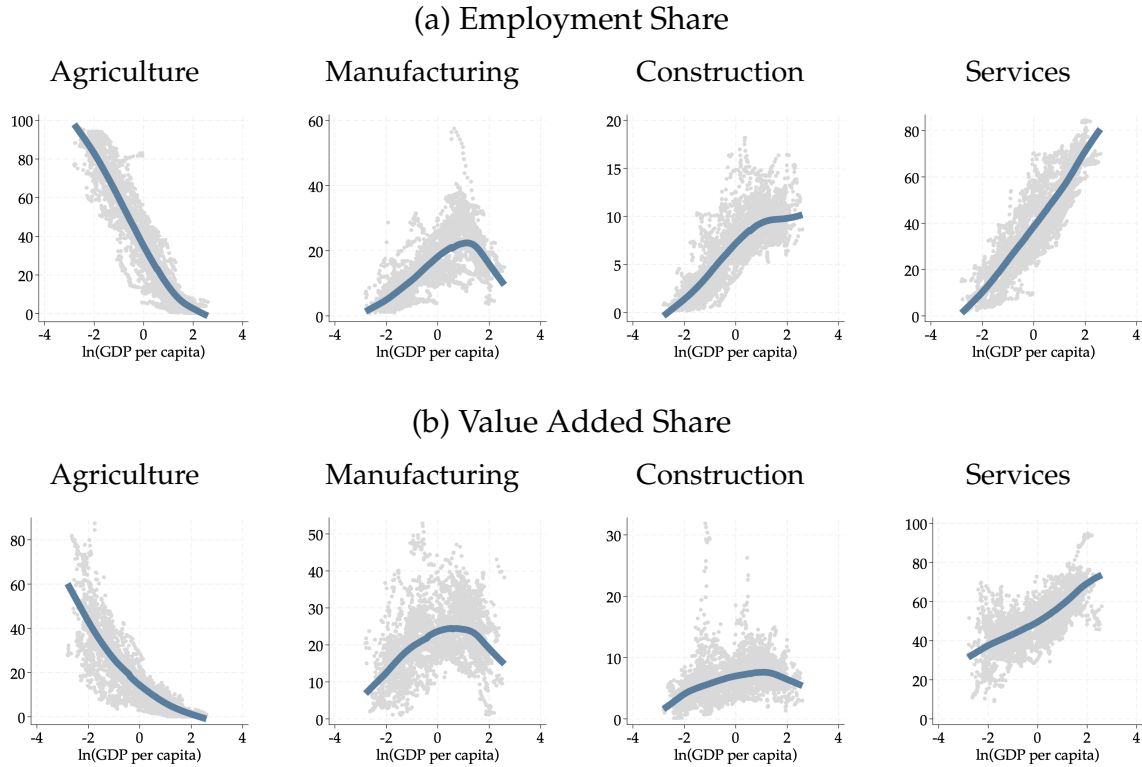 (a) Employment Share
Agriculture
Manufacturing
Construction
Services
100
80
60
40
20
0
-4 -2 0 2 4
ln(GDP per capita)
60
40
20
0
-4 -2 0 2 4
ln(GDP per capita)
20
15
10
5
0
-4 -2 0 2 4
ln(GDP per capita)
80
60
40
20
0
-4 -2 0 2 4
ln(GDP per capita)
(b) Value Added Share
Agriculture
Manufacturing
Construction
Services
80
60
40
20
0
-4 -2 0 2 4
ln(GDP per capita)
50
40
30
20
10
0
-4 -2 0 2 4
ln(GDP per capita)
30
20
10
0
-4 -2 0 2 4
ln(GDP per capita)
100
80
60
40
20
0
-4 -2 0 2 4
ln(GDP per capita)